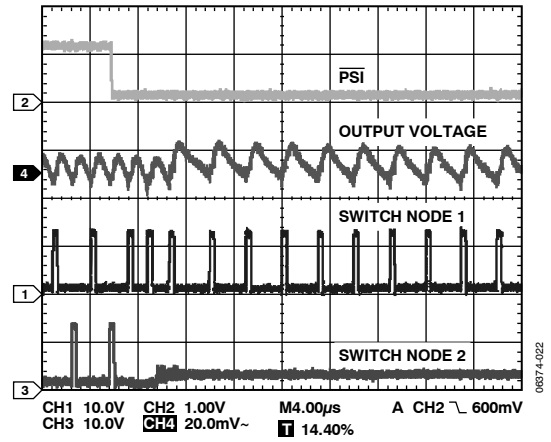 PSI
2
OUTPUT VOLTAGE
4
SWITCH NODE 1
1
SWITCH NODE 2
3
CH1 10.0V CH2 1.00V M4.00µs A CH2 600mV
CH3 10.0V CH4 20.0mV~ T 14.40%
06374-022